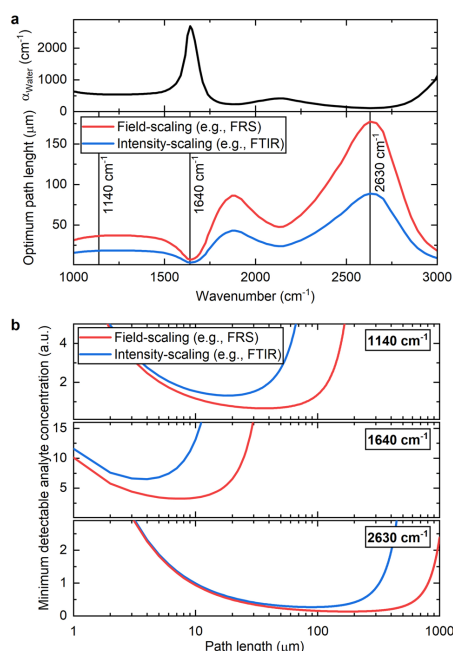 a
α_Water (cm⁻¹)
2000
1000
0
Optimum path lenght (μm)
150
100
50
Field-scaling (e.g., FRS)
Intensity-scaling (e.g., FTIR)
1140 cm⁻¹
1640 cm⁻¹
2630 cm⁻¹
1000 1500 2000 2500 3000
Wavenumber (cm⁻¹)
b
Minimum detectable analyte concentration (a.u.)
Field-scaling (e.g., FRS)
Intensity-scaling (e.g., FTIR)
1140 cm⁻¹
4
2
1640 cm⁻¹
15
10
5
2630 cm⁻¹
2
1
0
1 10 100 1000
Path length (μm)